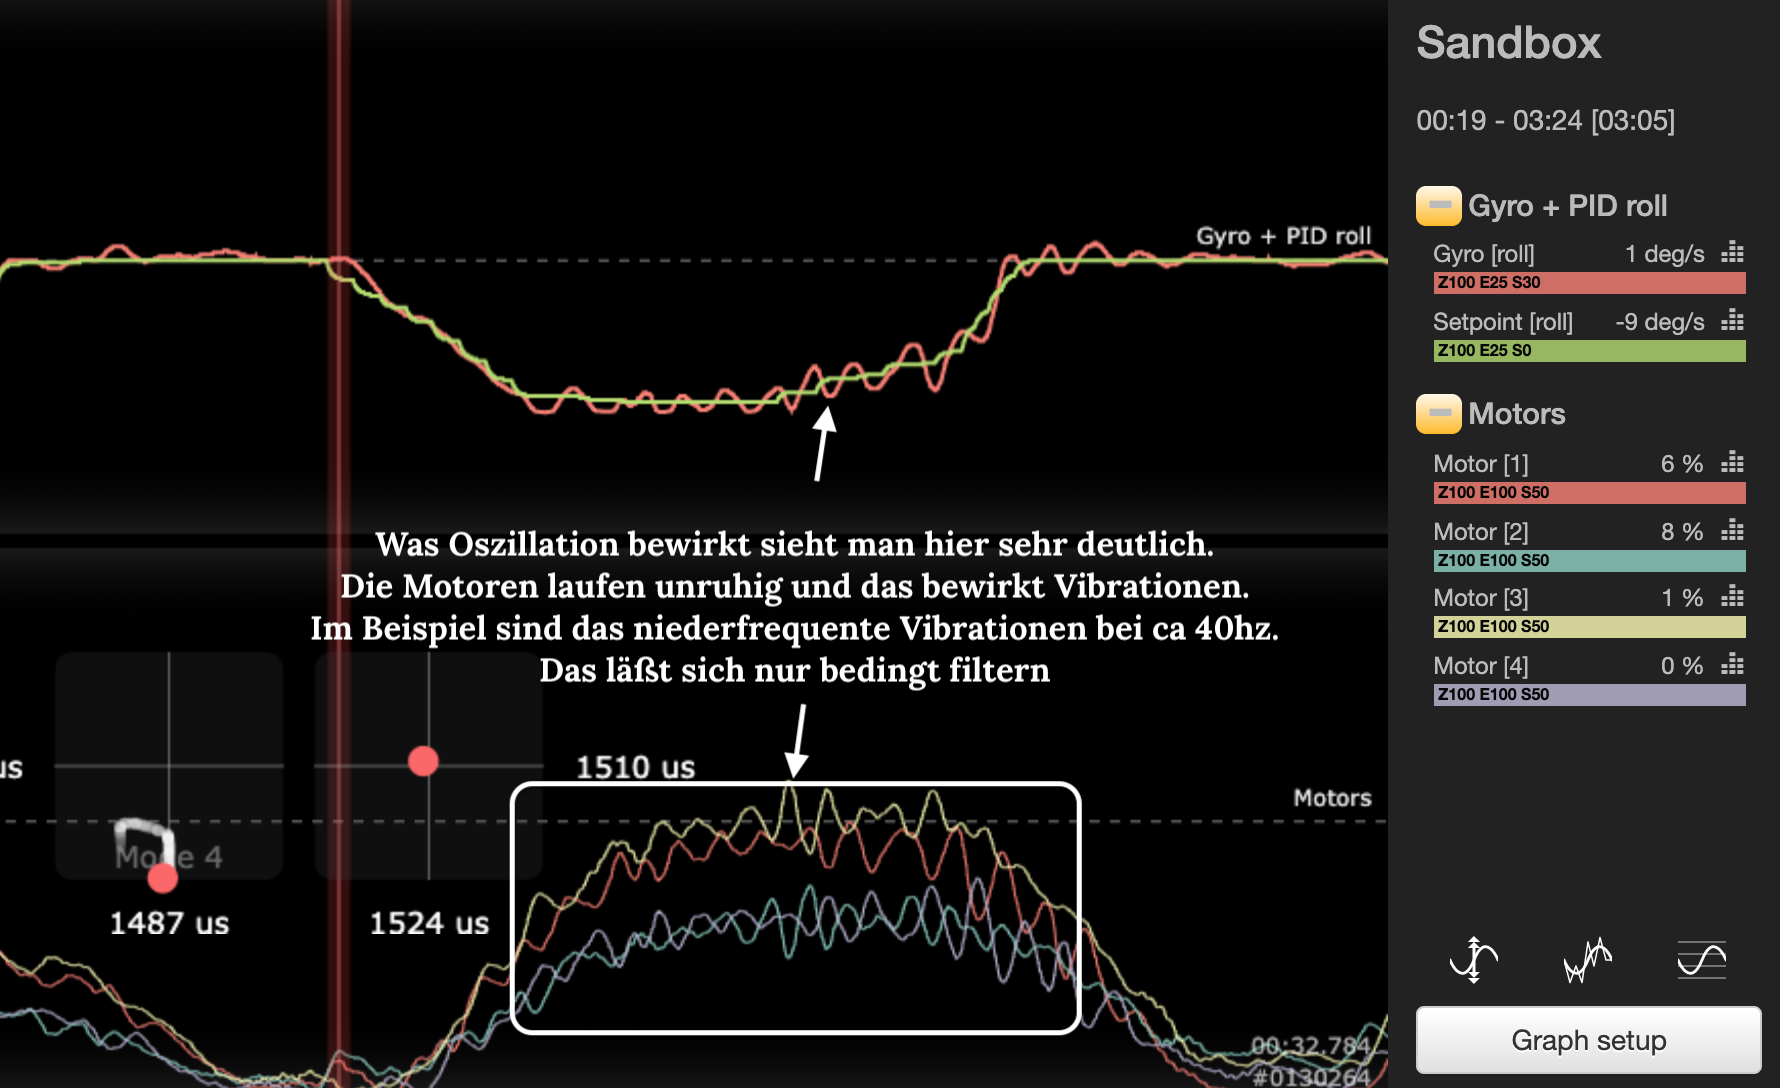 Gyro + PID roll
Was Oszillation bewirkt sieht man hier sehr deutlich.
Die Motoren laufen unruhig und das bewirkt Vibrationen.
Im Beispiel sind das niederfrequente Vibrationen bei ca 40hz.
Das läßt sich nur bedingt filtern
us
1510 us
Motors
Mode 4
1487 us
1524 us
00:32.784
#0130264
Sandbox
00:19 - 03:24 [03:05]
Gyro + PID roll
Gyro [roll] 1 deg/s
Z100 E25 S30
Setpoint [roll] -9 deg/s
Z100 E25 S0
Motors
Motor [1] 6 %
Z100 E100 S50
Motor [2] 8 %
Z100 E100 S50
Motor [3] 1 %
Z100 E100 S50
Motor [4] 0 %
Z100 E100 S50
Graph setup